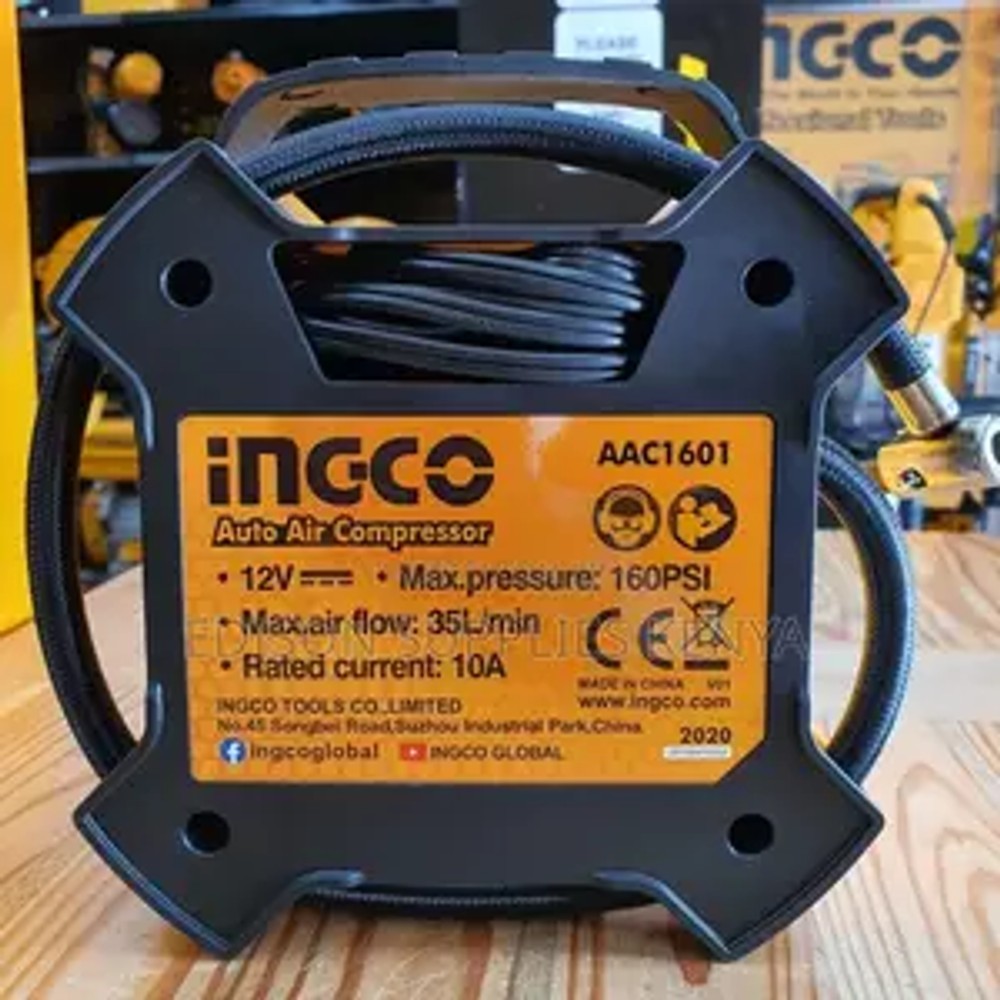 PLEASE
INGCO
Professional Tools
INGCO
AAC1601
Auto Air Compressor
• 12V • Max.pressure: 160PSI
• Max.air flow: 35L/min
EDISON SUPPLIES KENYA
• Rated current: 10A
CE
MADE IN CHINA V01
INGCO TOOLS CO.,LIMITED
www.ingco.com
No.45 Songbei Road,Suzhou Industrial Park,China.
2020
ingcoglobal INGCO GLOBAL